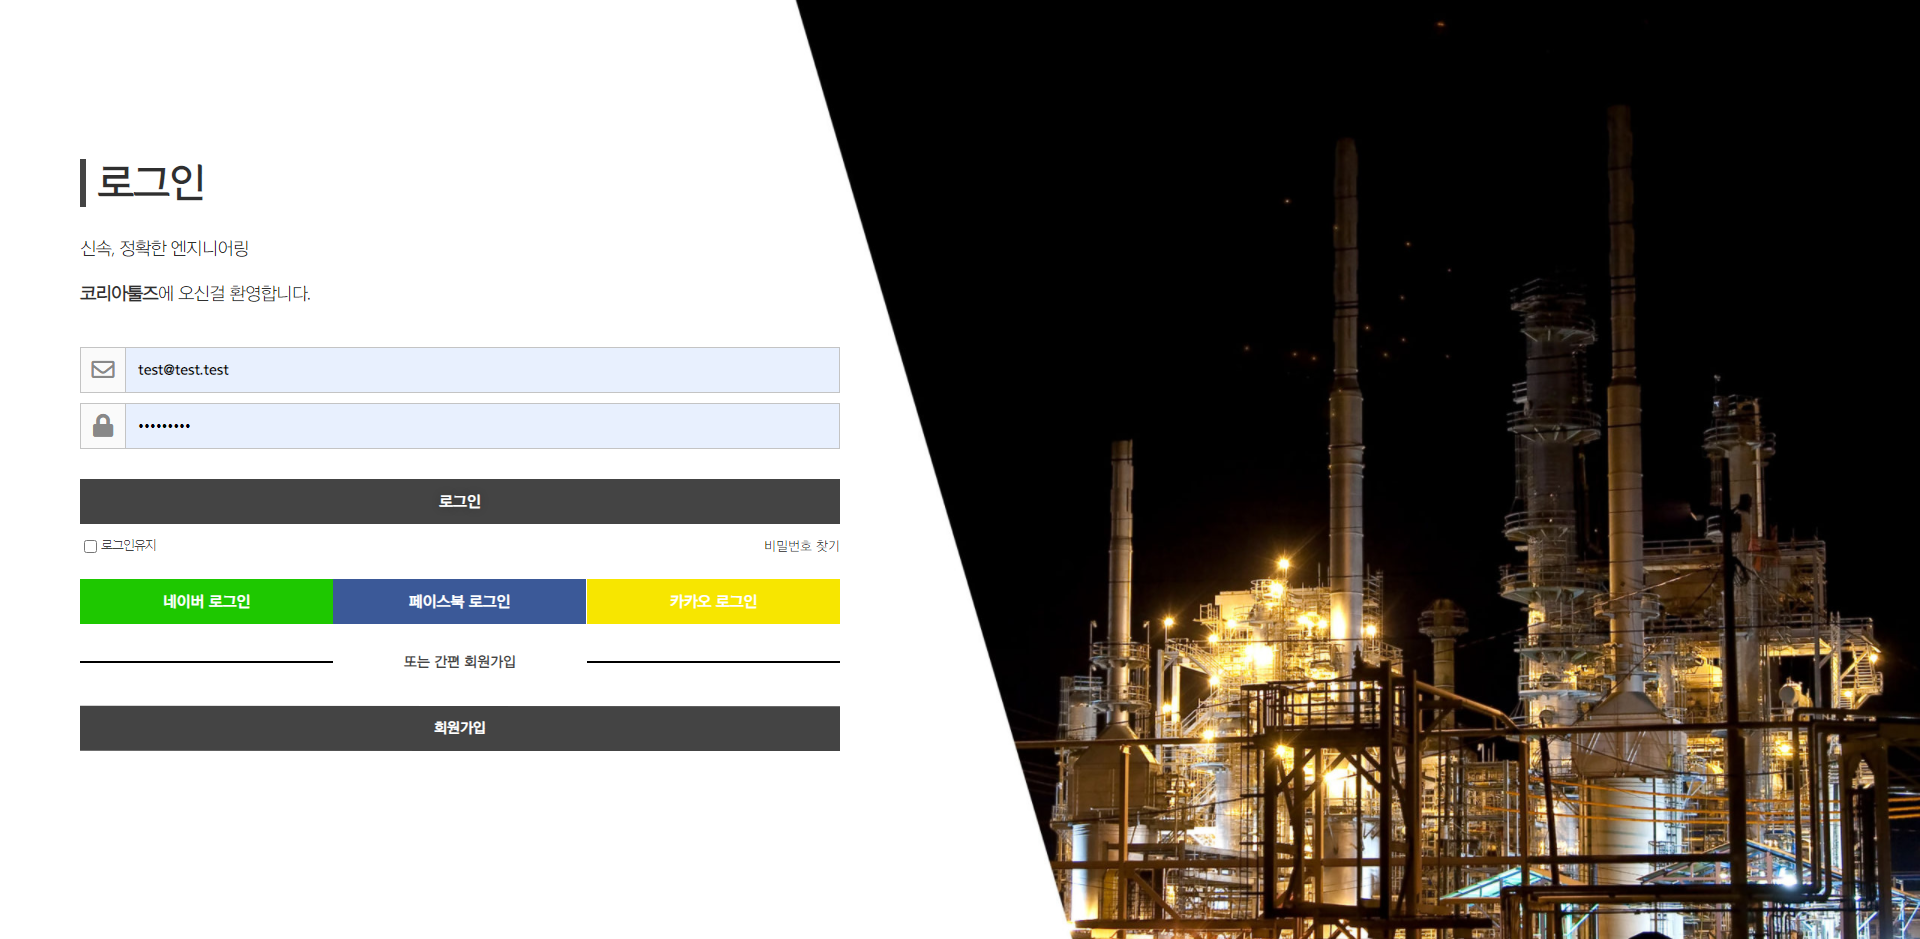 로그인
신속, 정확한 엔지니어링
코리아툴즈에 오신걸 환영합니다.
test@test.test
•••••••••
로그인
로그인유지
비밀번호 찾기
네이버 로그인
페이스북 로그인
카카오 로그인
또는 간편 회원가입
회원가입